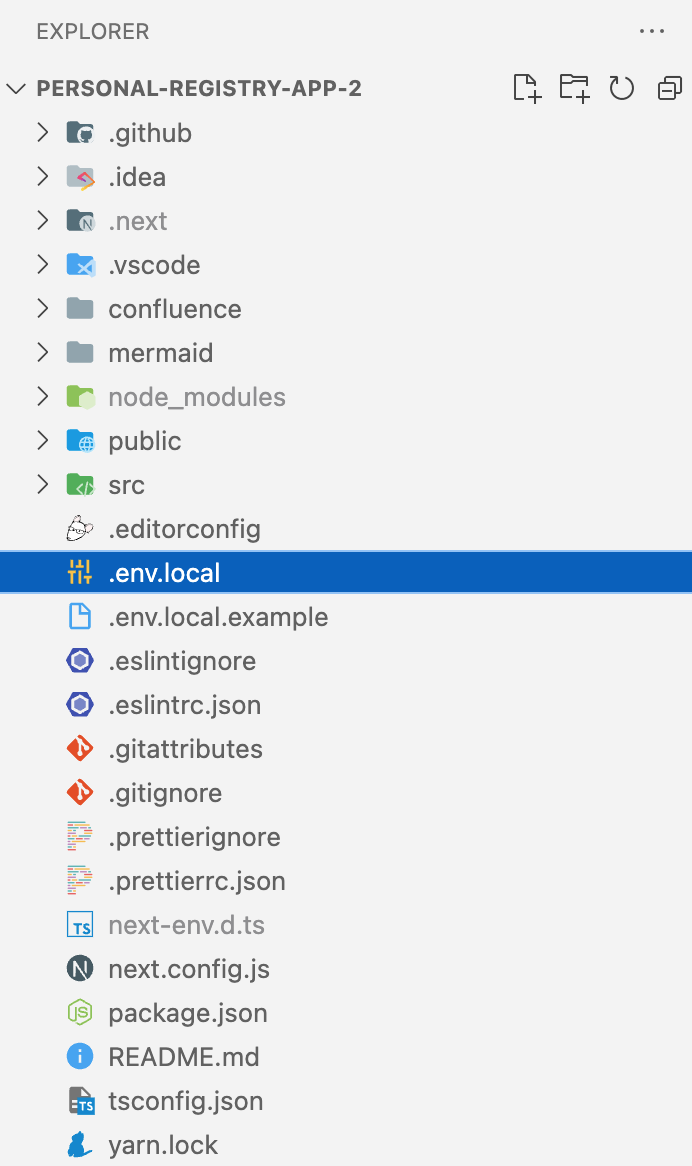 EXPLORER
PERSONAL-REGISTRY-APP-2
.github
.idea
.next
.vscode
confluence
mermaid
node_modules
public
src
.editorconfig
.env.local
.env.local.example
.eslintignore
.eslintrc.json
.gitattributes
.gitignore
.prettierignore
.prettierrc.json
next-env.d.ts
next.config.js
package.json
README.md
tsconfig.json
yarn.lock